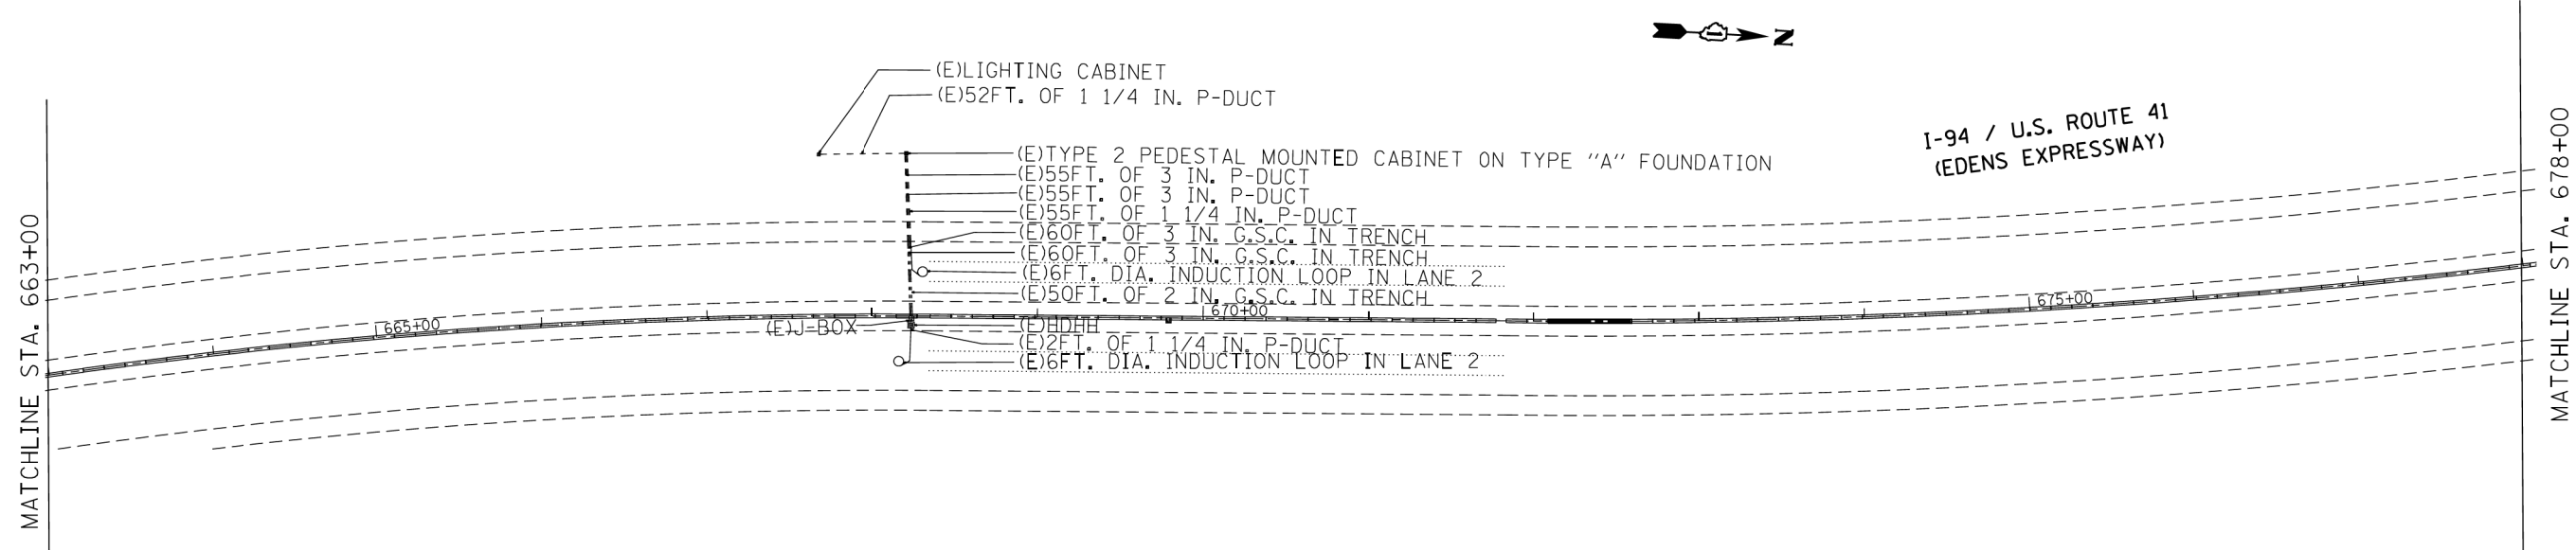 N
(E)LIGHTING CABINET
(E)52FT. OF 1 1/4 IN. P-DUCT
I-94 / U.S. ROUTE 41
(EDENS EXPRESSWAY)
(E)TYPE 2 PEDESTAL MOUNTED CABINET ON TYPE "A" FOUNDATION
(E)55FT. OF 3 IN. P-DUCT
(E)55FT. OF 3 IN. P-DUCT
(E)55FT. OF 1 1/4 IN. P-DUCT
(E)60FT. OF 3 IN. G.S.C. IN TRENCH
(E)60FT. OF 3 IN. G.S.C. IN TRENCH
(E)6FT. DIA. INDUCTION LOOP IN LANE 2
(E)50FT. OF 2 IN. G.S.C. IN TRENCH
665+00
670+00
675+00
(E)J-BOX
(E)HDHH
(E)2FT. OF 1 1/4 IN. P-DUCT
(E)6FT. DIA. INDUCTION LOOP IN LANE 2
MATCHLINE STA. 663+00
MATCHLINE STA. 678+00